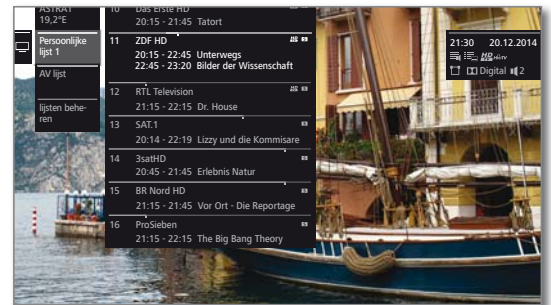 ASTRA1
19,2°E
Persoonlijke
lijst 1
AV lijst
lijsten behe-
ren
10 Das Erste HD
20:15 - 21:45 Tatort
11 ZDF HD
20:15 - 22:45 Unterwegs
22:45 - 23:20 Bilder der Wissenschaft
12 RTL Television
21:15 - 22:15 Dr. House
13 SAT.1
20:14 - 22:19 Lizzy und die Kommisare
14 3satHD
20:45 - 21:45 Erlebnis Natur
15 BR Nord HD
21:15 - 21:45 Vor Ort - Die Reportage
16 ProSieben
21:15 - 22:15 The Big Bang Theory
21:30 20.12.2014
Digital 2